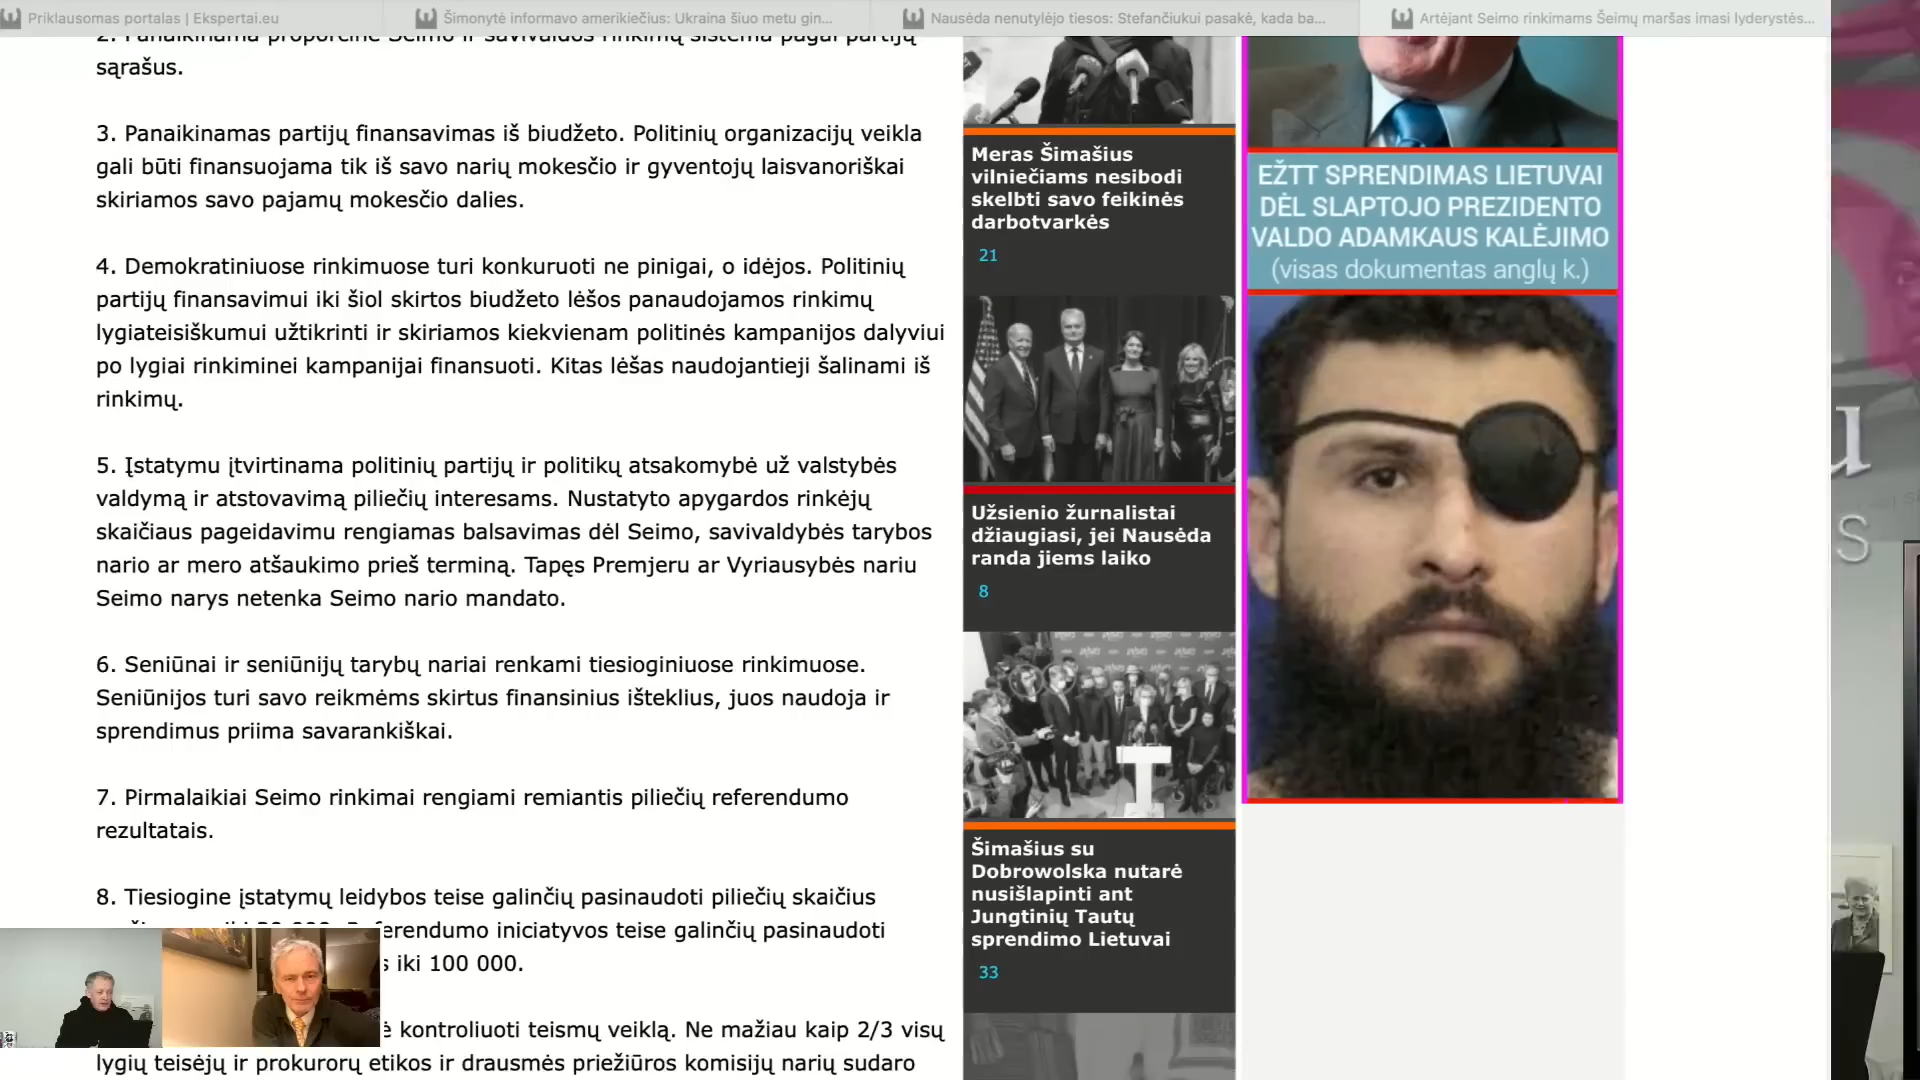 Priklausomas portalas | Ekspertai.eu
Šimonytė informavo amerikiečius: Ukraina šiuo metu gin...
Nausėda nenutylėjo tiesos: Stefančiukui pasakė, kada ba...
Artėjant Seimo rinkimams Šeimų maršas imasi lyderystės...
2. Panaikinama proporcinė Seimo ir savivaldos rinkimų sistema pagal partijų
sąrašus.
3. Panaikinamas partijų finansavimas iš biudžeto. Politinių organizacijų veikla
gali būti finansuojama tik iš savo narių mokesčio ir gyventojų laisvanoriškai
skiriamos savo pajamų mokesčio dalies.
4. Demokratiniuose rinkimuose turi konkuruoti ne pinigai, o idėjos. Politinių
partijų finansavimui iki šiol skirtos biudžeto lėšos panaudojamos rinkimų
lygiateisiškumui užtikrinti ir skiriamos kiekvienam politinės kampanijos dalyviui
po lygiai rinkiminei kampanijai finansuoti. Kitas lėšas naudojantieji šalinami iš
rinkimų.
5. Įstatymu įtvirtinama politinių partijų ir politikų atsakomybė už valstybės
valdymą ir atstovavimą piliečių interesams. Nustatyto apygardos rinkėjų
skaičiaus pageidavimu rengiamas balsavimas dėl Seimo, savivaldybės tarybos
nario ar mero atšaukimo prieš terminą. Tapęs Premjeru ar Vyriausybės nariu
Seimo narys netenka Seimo nario mandato.
6. Seniūnai ir seniūnijų tarybų nariai renkami tiesioginiuose rinkimuose.
Seniūnijos turi savo reikmėms skirtus finansinius išteklius, juos naudoja ir
sprendimus priima savarankiškai.
7. Pirmalaikiai Seimo rinkimai rengiami remiantis piliečių referendumo
rezultatais.
8. Tiesiogine įstatymų leidybos teise galinčių pasinaudoti piliečių skaičius
erendumo iniciatyvos teise galinčių pasinaudoti
iki 100 000.
kontroliuoti teismų veiklą. Ne mažiau kaip 2/3 visų
lygių teisėjų ir prokurorų etikos ir drausmės priežiūros komisijų narių sudaro
Meras Šimašius
vilniečiams nesibodi
skelbti savo feikinės
darbotvarkės
21
Užsienio žurnalistai
džiaugiasi, jei Nausėda
randa jiems laiko
8
Šimašius su
Dobrowolska nutarė
nusišlapinti ant
Jungtinių Tautų
sprendimo Lietuvai
33
EŽTT SPRENDIMAS LIETUVAI
DĖL SLAPTOJO PREZIDENTO
VALDO ADAMKAUS KALĖJIMO
(visas dokumentas anglų k.)